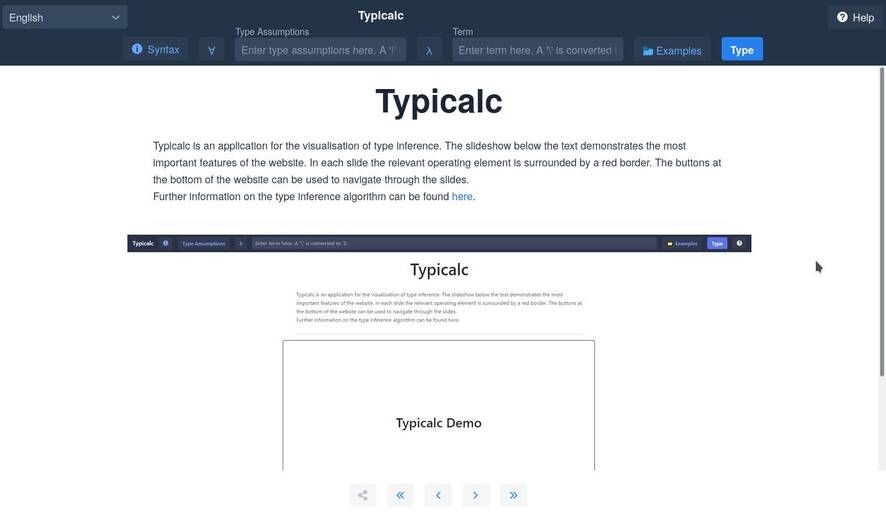 English
Typicalc
Help
Syntax
∀
Type Assumptions
Enter type assumptions here. A '\'
λ
Term
Enter term here. A '\' is converted
Examples
Type
Typicalc
Typicalc is an application for the visualisation of type inference. The slideshow below the text demonstrates the most
important features of the website. In each slide the relevant operating element is surrounded by a red border. The buttons at
the bottom of the website can be used to navigate through the slides.
Further information on the type inference algorithm can be found here.
Typicalc Type Assumptions λ Enter term here. A '\' is converted to 'λ'. Examples Type
Typicalc
Typicalc is an application for the visualisation of type inference. The slideshow below the text demonstrates the most
important features of the website. In each slide the relevant operating element is surrounded by a red border. The buttons at
the bottom of the website can be used to navigate through the slides.
Further information on the type inference algorithm can be found here.
Typicalc Demo